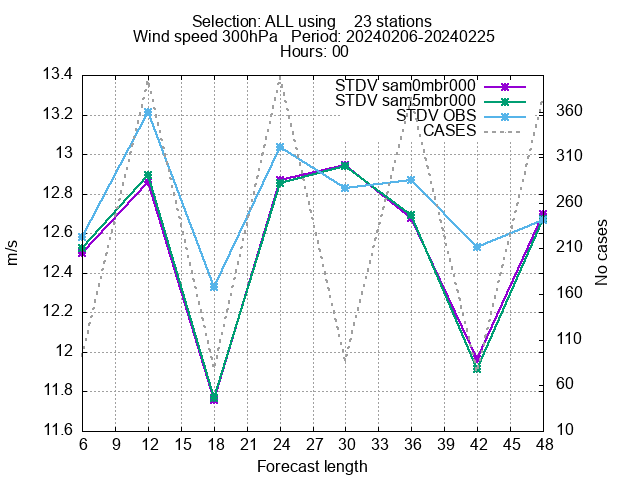 Selection: ALL using    23 stations
Wind speed 300hPa   Period: 20240206-20240225
Hours: 00
STDV sam0mbr000
STDV sam5mbr000
STDV OBS
CASES
13.4
13.2
13
12.8
12.6
12.4
12.2
12
11.8
11.6
m/s
360
310
260
210
160
110
60
10
No cases
6 9 12 15 18 21 24 27 30 33 36 39 42 45 48
Forecast length